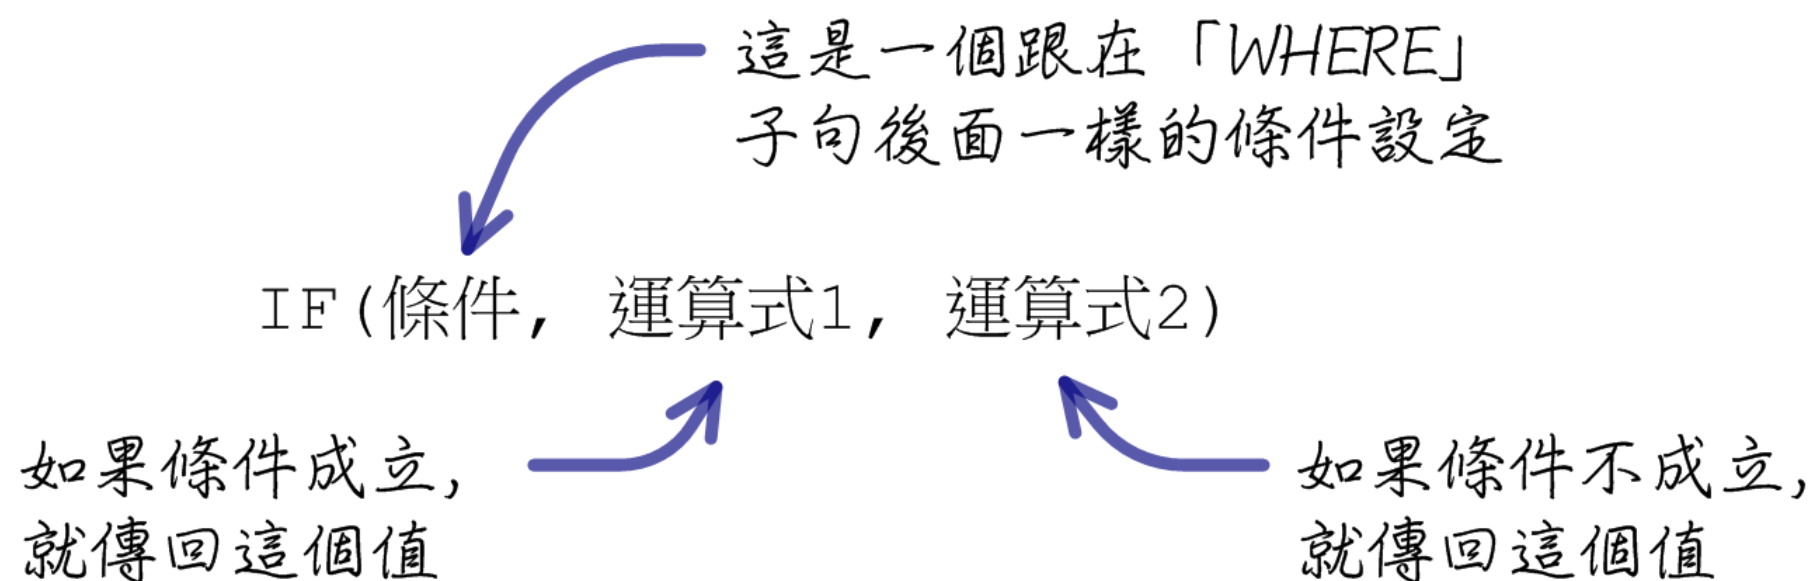 這是一個跟在「WHERE」
子句後面一樣的條件設定
IF(條件, 運算式1, 運算式2)
如果條件成立,
就傳回這個值
如果條件不成立,
就傳回這個值